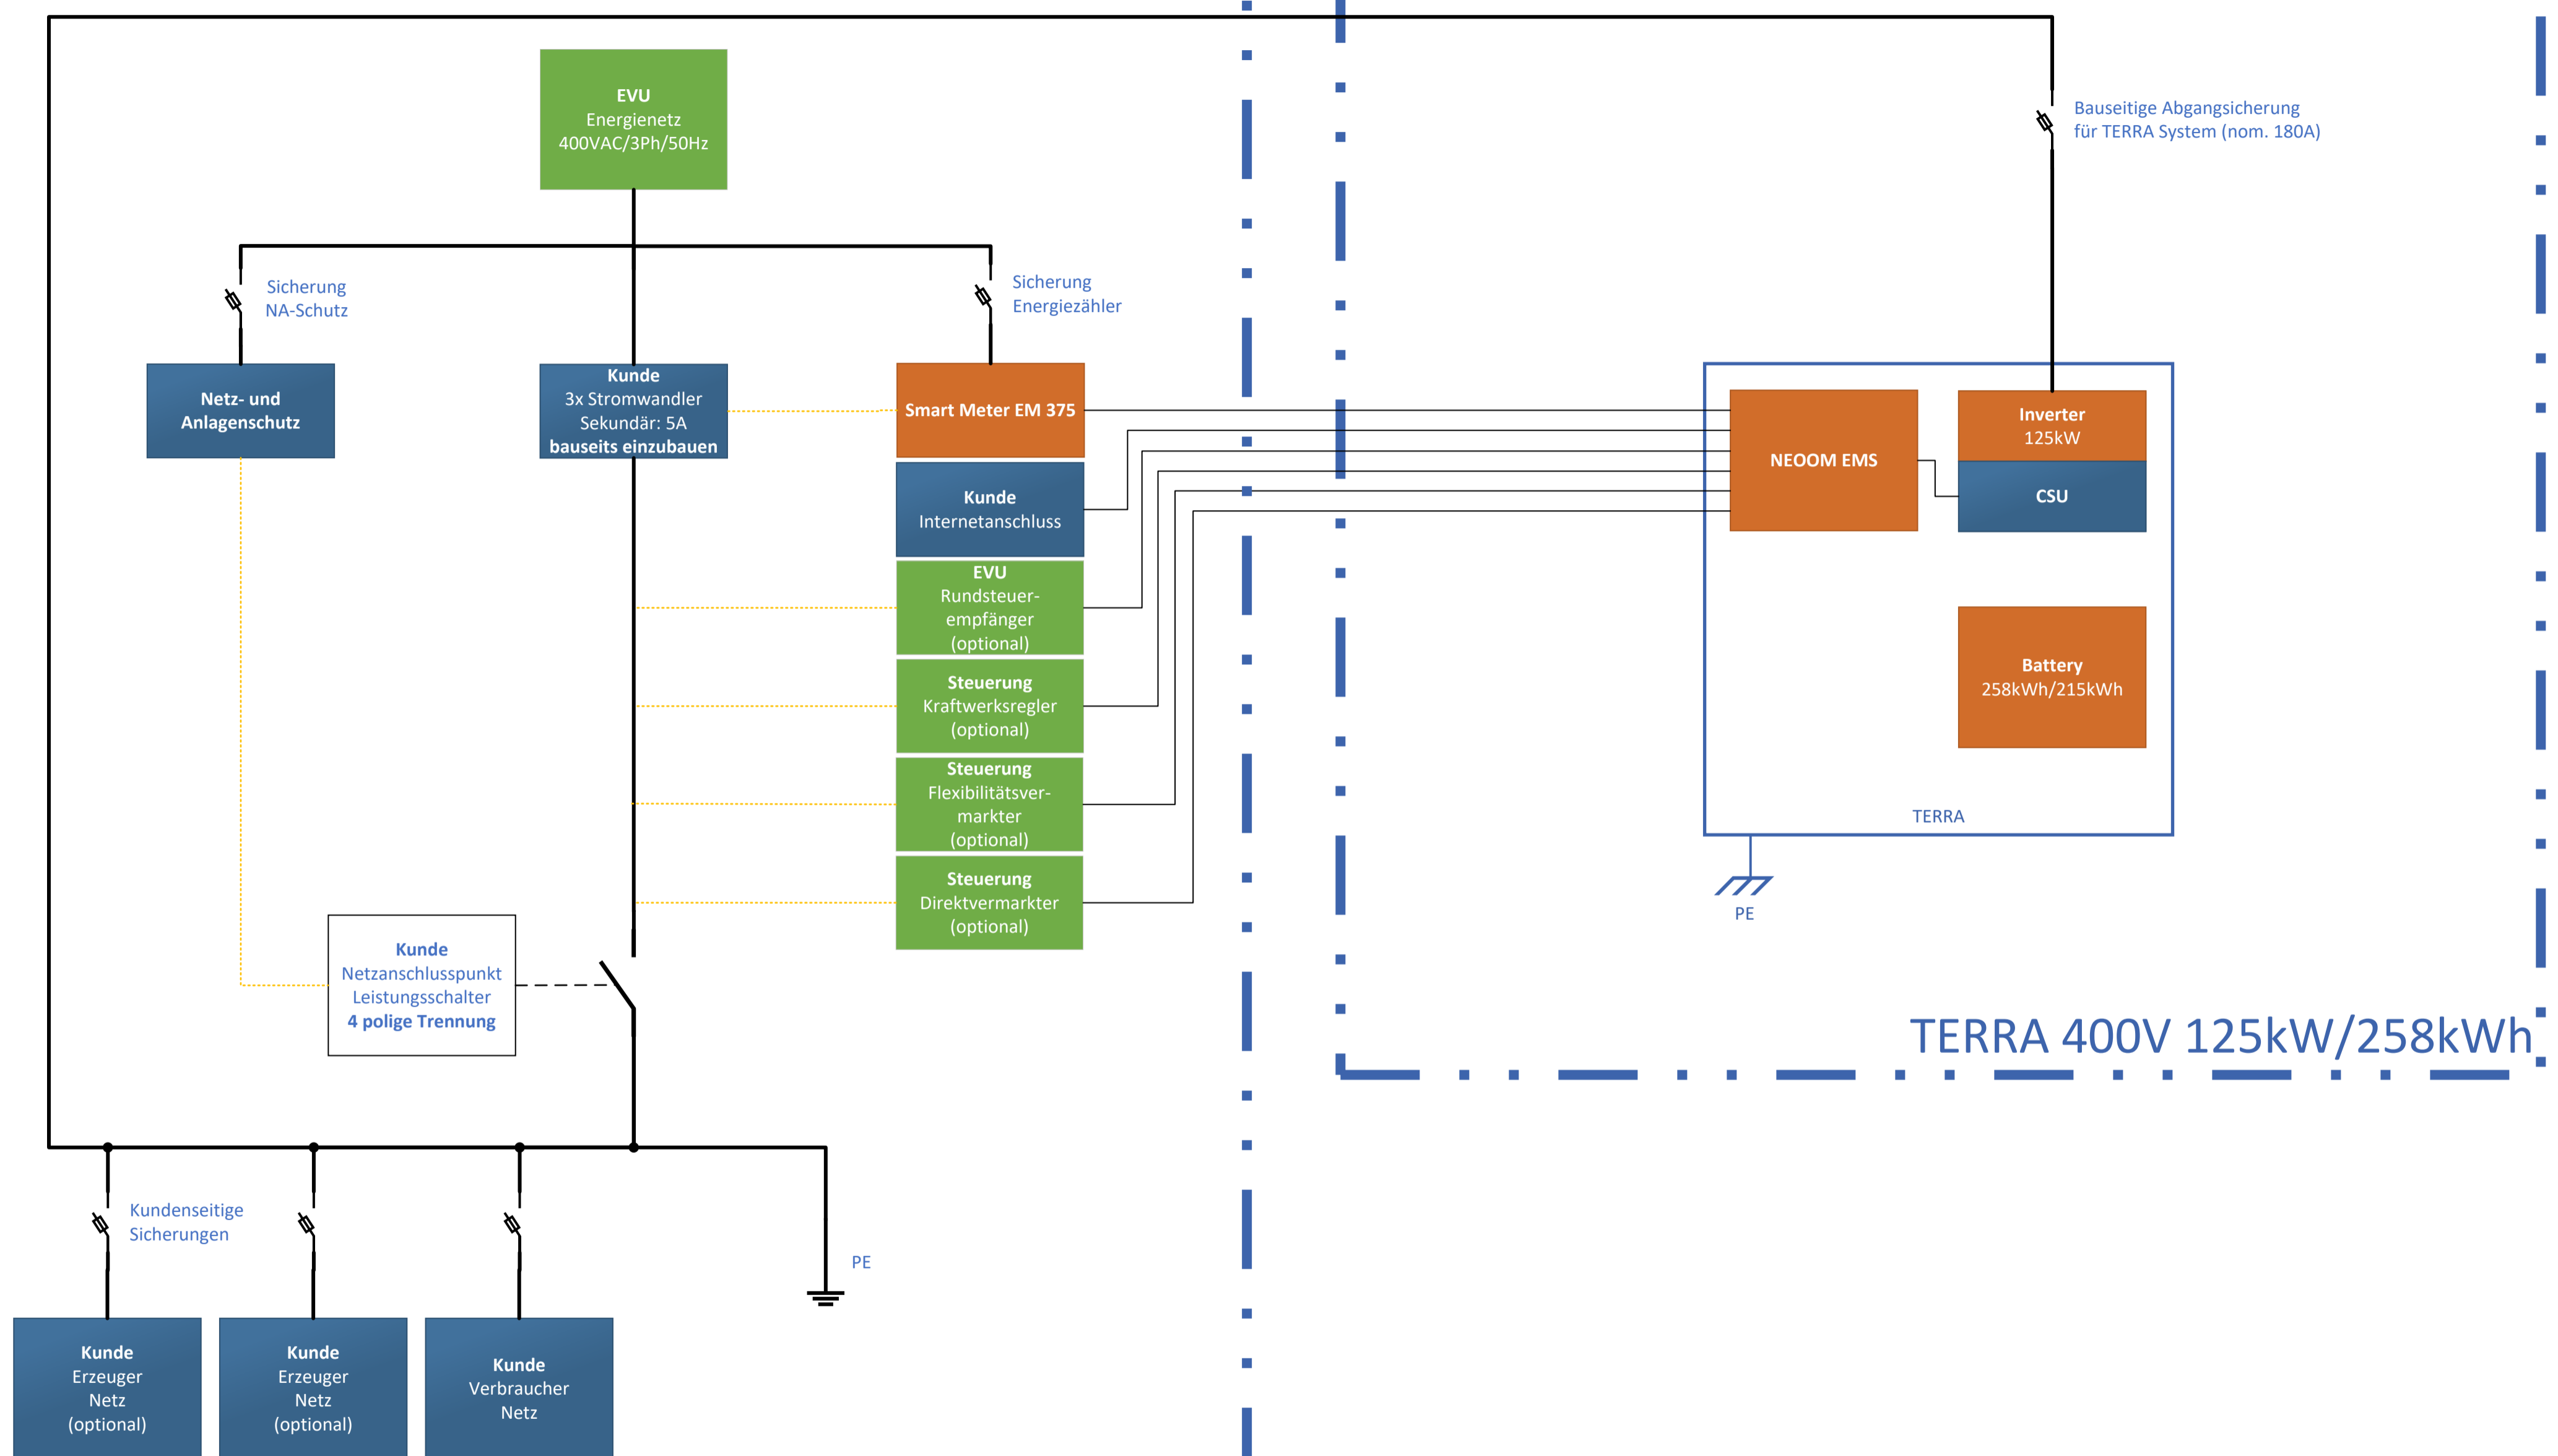 EVU
Energienetz
400VAC/3Ph/50Hz
Bauseitige Abgangsicherung
für TERRA System (nom. 180A)
Sicherung
NA-Schutz
Sicherung
Energiezähler
Netz- und
Anlagenschutz
Kunde
3x Stromwandler
Sekundär: 5A
bauseits einzubauen
Smart Meter EM 375
Kunde
Internetanschluss
EVU
Rundsteuer-
empfänger
(optional)
Steuerung
Kraftwerksregler
(optional)
Steuerung
Flexibilitätsver-
markter
(optional)
Steuerung
Direktvermarkter
(optional)
NEOOM EMS
Inverter
125kW
CSU
Battery
258kWh/215kWh
TERRA
PE
Kunde
Netzanschlusspunkt
Leistungsschalter
4 polige Trennung
TERRA 400V 125kW/258kWh
Kundenseitige
Sicherungen
PE
Kunde
Erzeuger
Netz
(optional)
Kunde
Erzeuger
Netz
(optional)
Kunde
Verbraucher
Netz